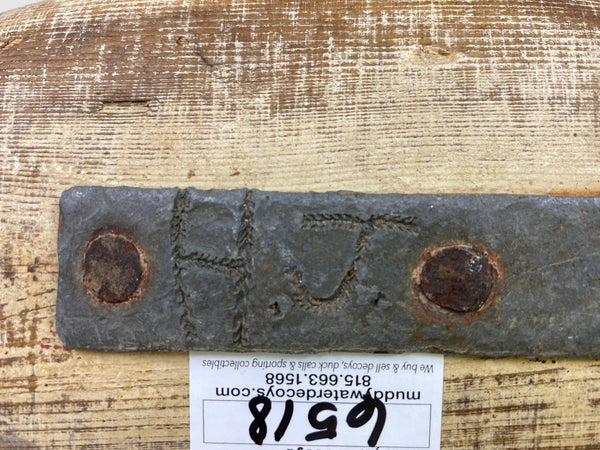 H J
We buy & sell decoys, duck calls & sporting collectibles
815.663.1568
muddywaterdecoys.com
6518